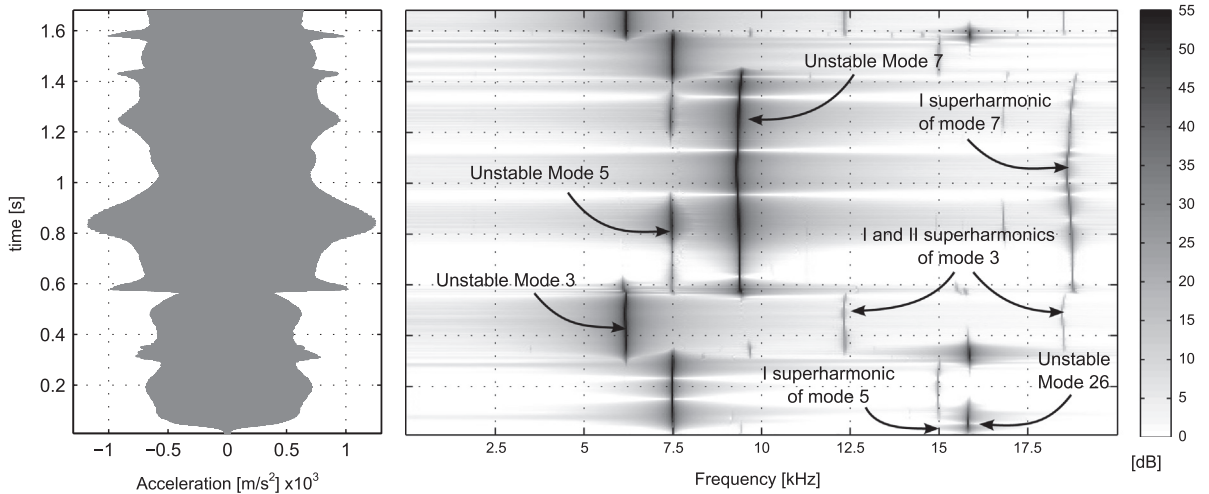 1.6
1.4
1.2
1
0.8
0.6
0.4
0.2
time [s]
−1
−0.5
0
0.5
1
Acceleration [m/s2] x103
Unstable Mode 7
I superharmonic
of mode 7
Unstable Mode 5
I and II superharmonics
of mode 3
Unstable Mode 3
Unstable
Mode 26
I superharmonic
of mode 5
2.5
5
7.5
10
12.5
15
17.5
Frequency [kHz]
55
50
45
40
35
30
25
20
15
10
5
0
[dB]